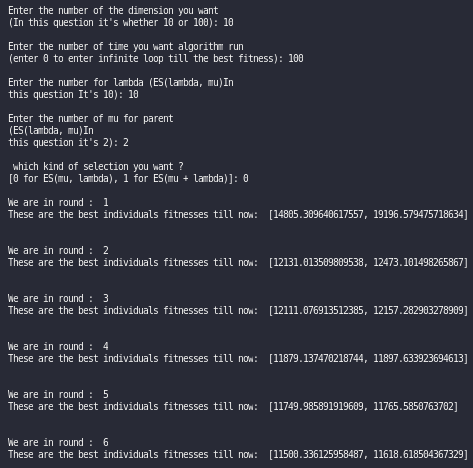 Enter the number of the dimension you want
(In this question it's whether 10 or 100): 10
Enter the number of time you want algorithm run
(enter 0 to enter infinite loop till the best fitness): 100
Enter the number for lambda (ES(lambda, mu)In
this question It's 10): 10
Enter the number of mu for parent
(ES(lambda, mu)In
this question it's 2): 2
which kind of selection you want ?
[0 for ES(mu, lambda), 1 for ES(mu + lambda)]: 0
We are in round :  1
These are the best individuals fitnesses till now:  [14805.309640617557, 19196.579475718634]
We are in round :  2
These are the best individuals fitnesses till now:  [12131.013509809538, 12473.101498265867]
We are in round :  3
These are the best individuals fitnesses till now:  [12111.076913512385, 12157.282903278909]
We are in round :  4
These are the best individuals fitnesses till now:  [11879.137470218744, 11897.633923694613]
We are in round :  5
These are the best individuals fitnesses till now:  [11749.985891919609, 11765.5850763702]
We are in round :  6
These are the best individuals fitnesses till now:  [11500.336125958487, 11618.618504367329]